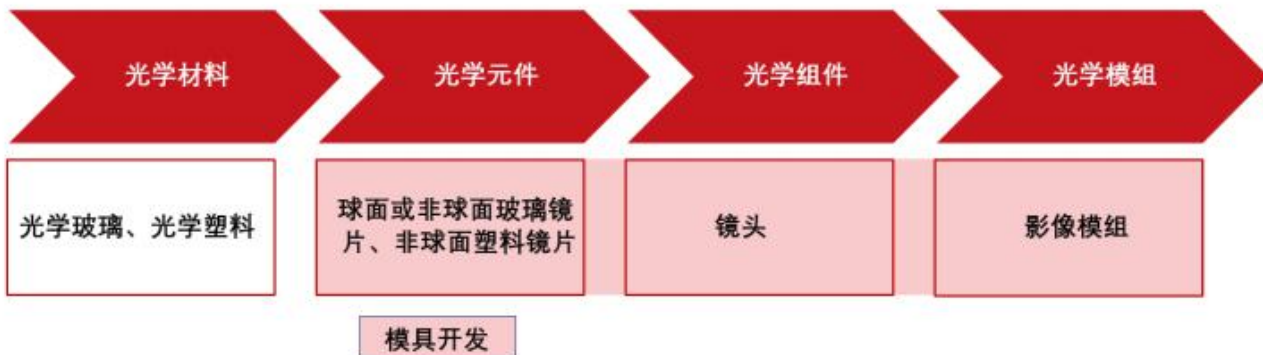 光学材料
光学元件
光学组件
光学模组
光学玻璃、光学塑料
球面或非球面玻璃镜
片、非球面塑料镜片
镜头
影像模组
模具开发